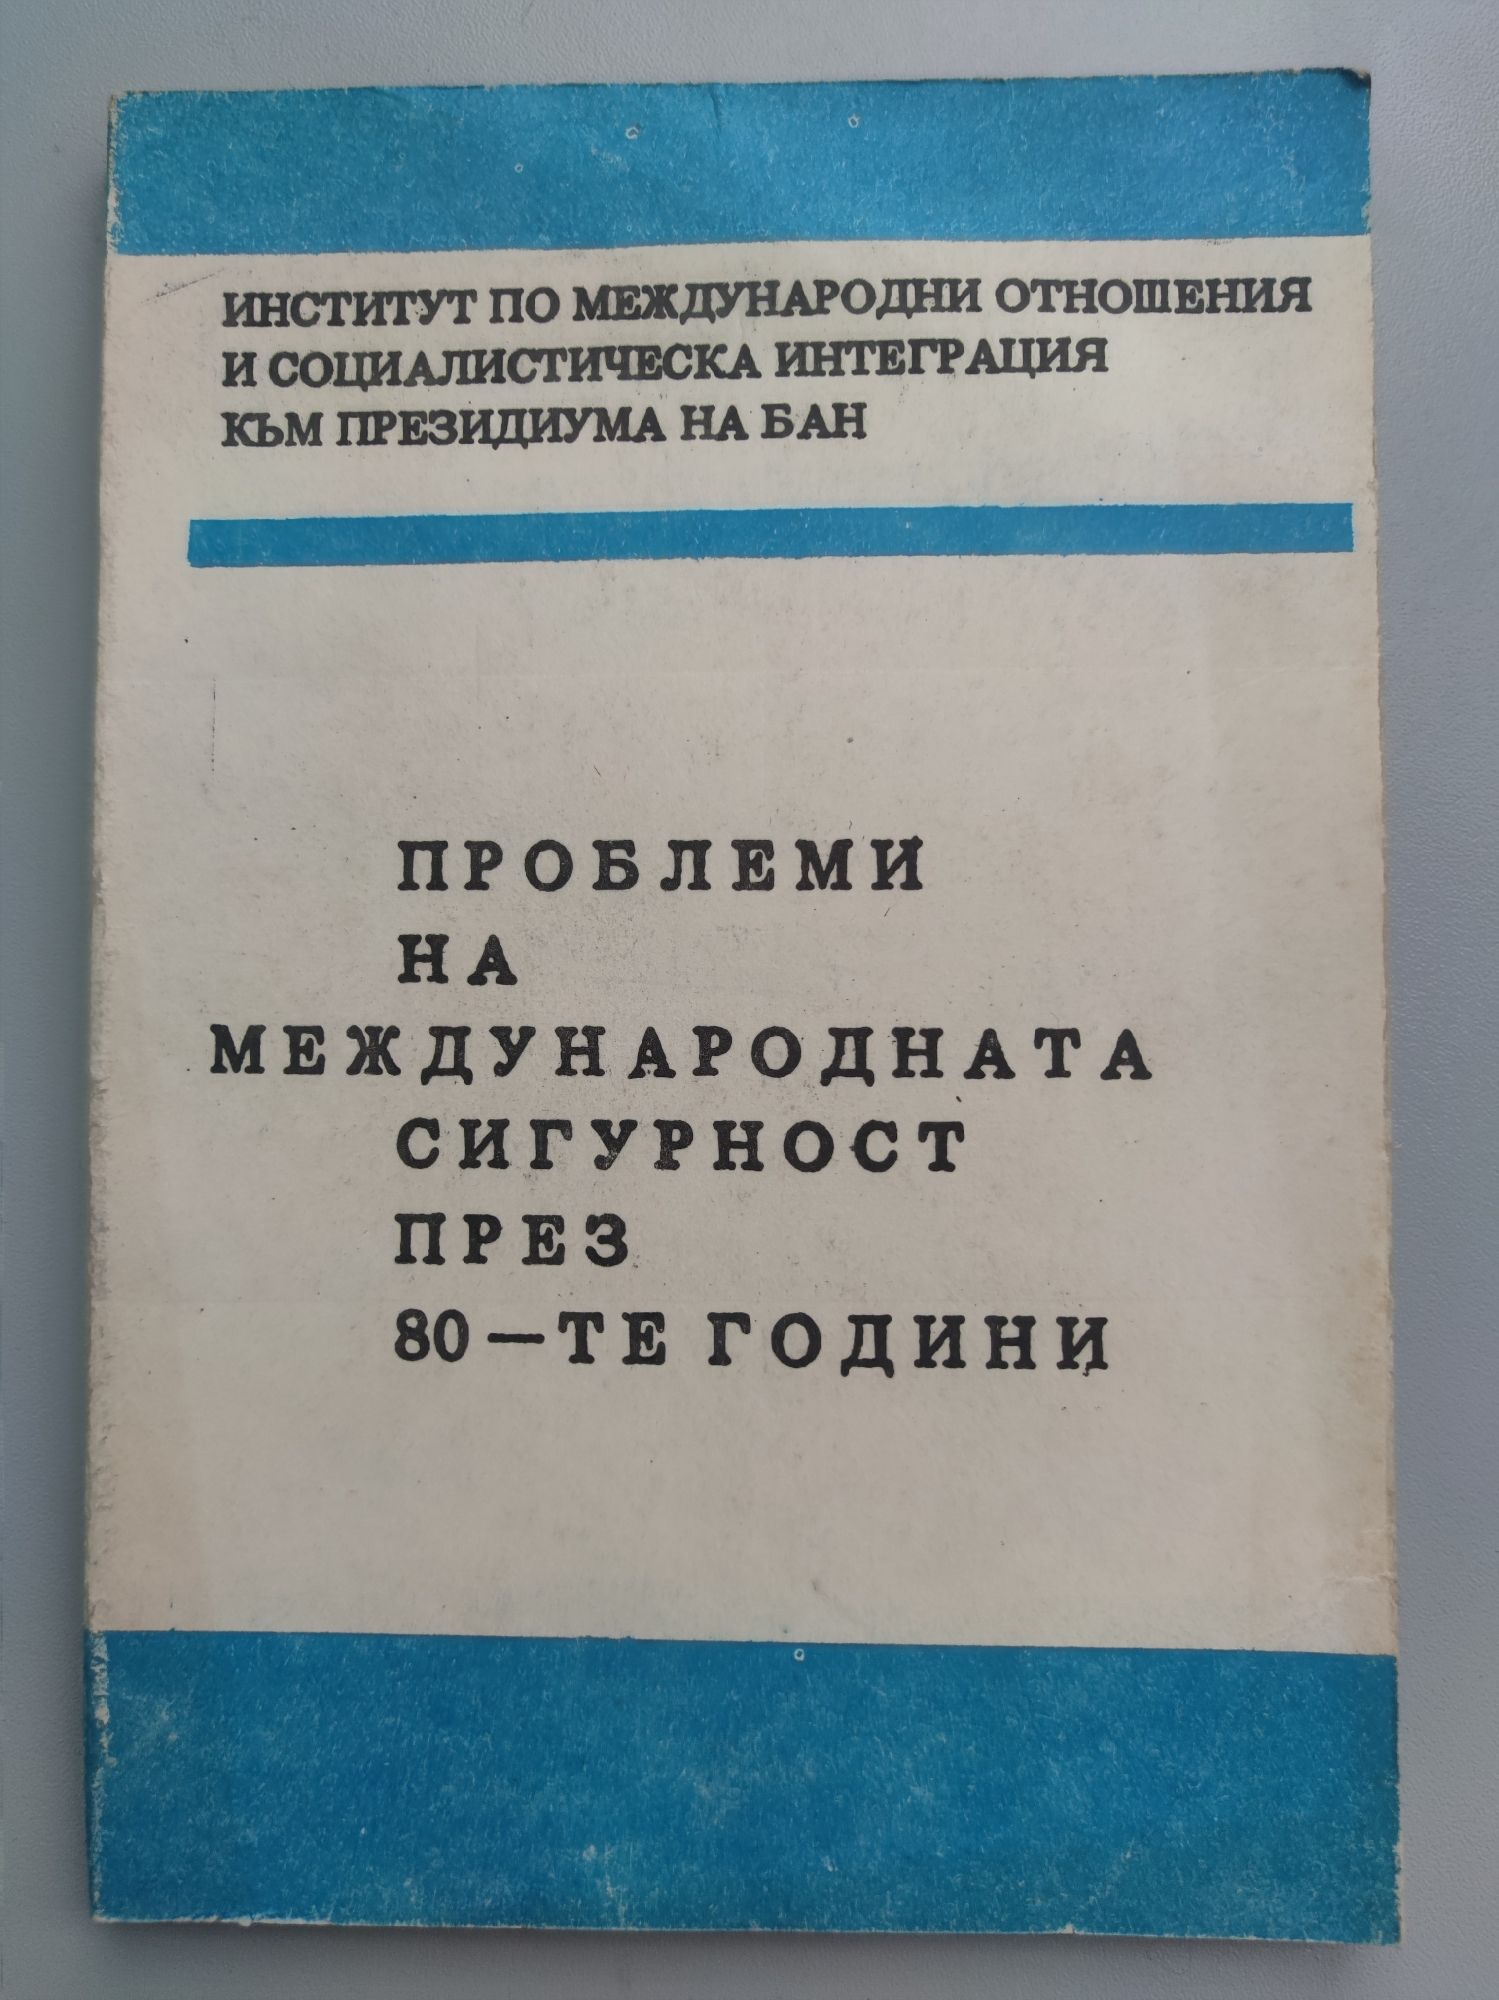 ИНСТИТУТ ПО МЕЖДУНАРОДНИ ОТНОШЕНИЯ
И СОЦИАЛИСТИЧЕСКА ИНТЕГРАЦИЯ
КЪМ ПРЕЗИДИУМА НА БАН
ПРОБЛЕМИ
НА
МЕЖДУНАРОДНАТА
СИГУРНОСТ
ПРЕЗ
80—ТЕ ГОДИНИ